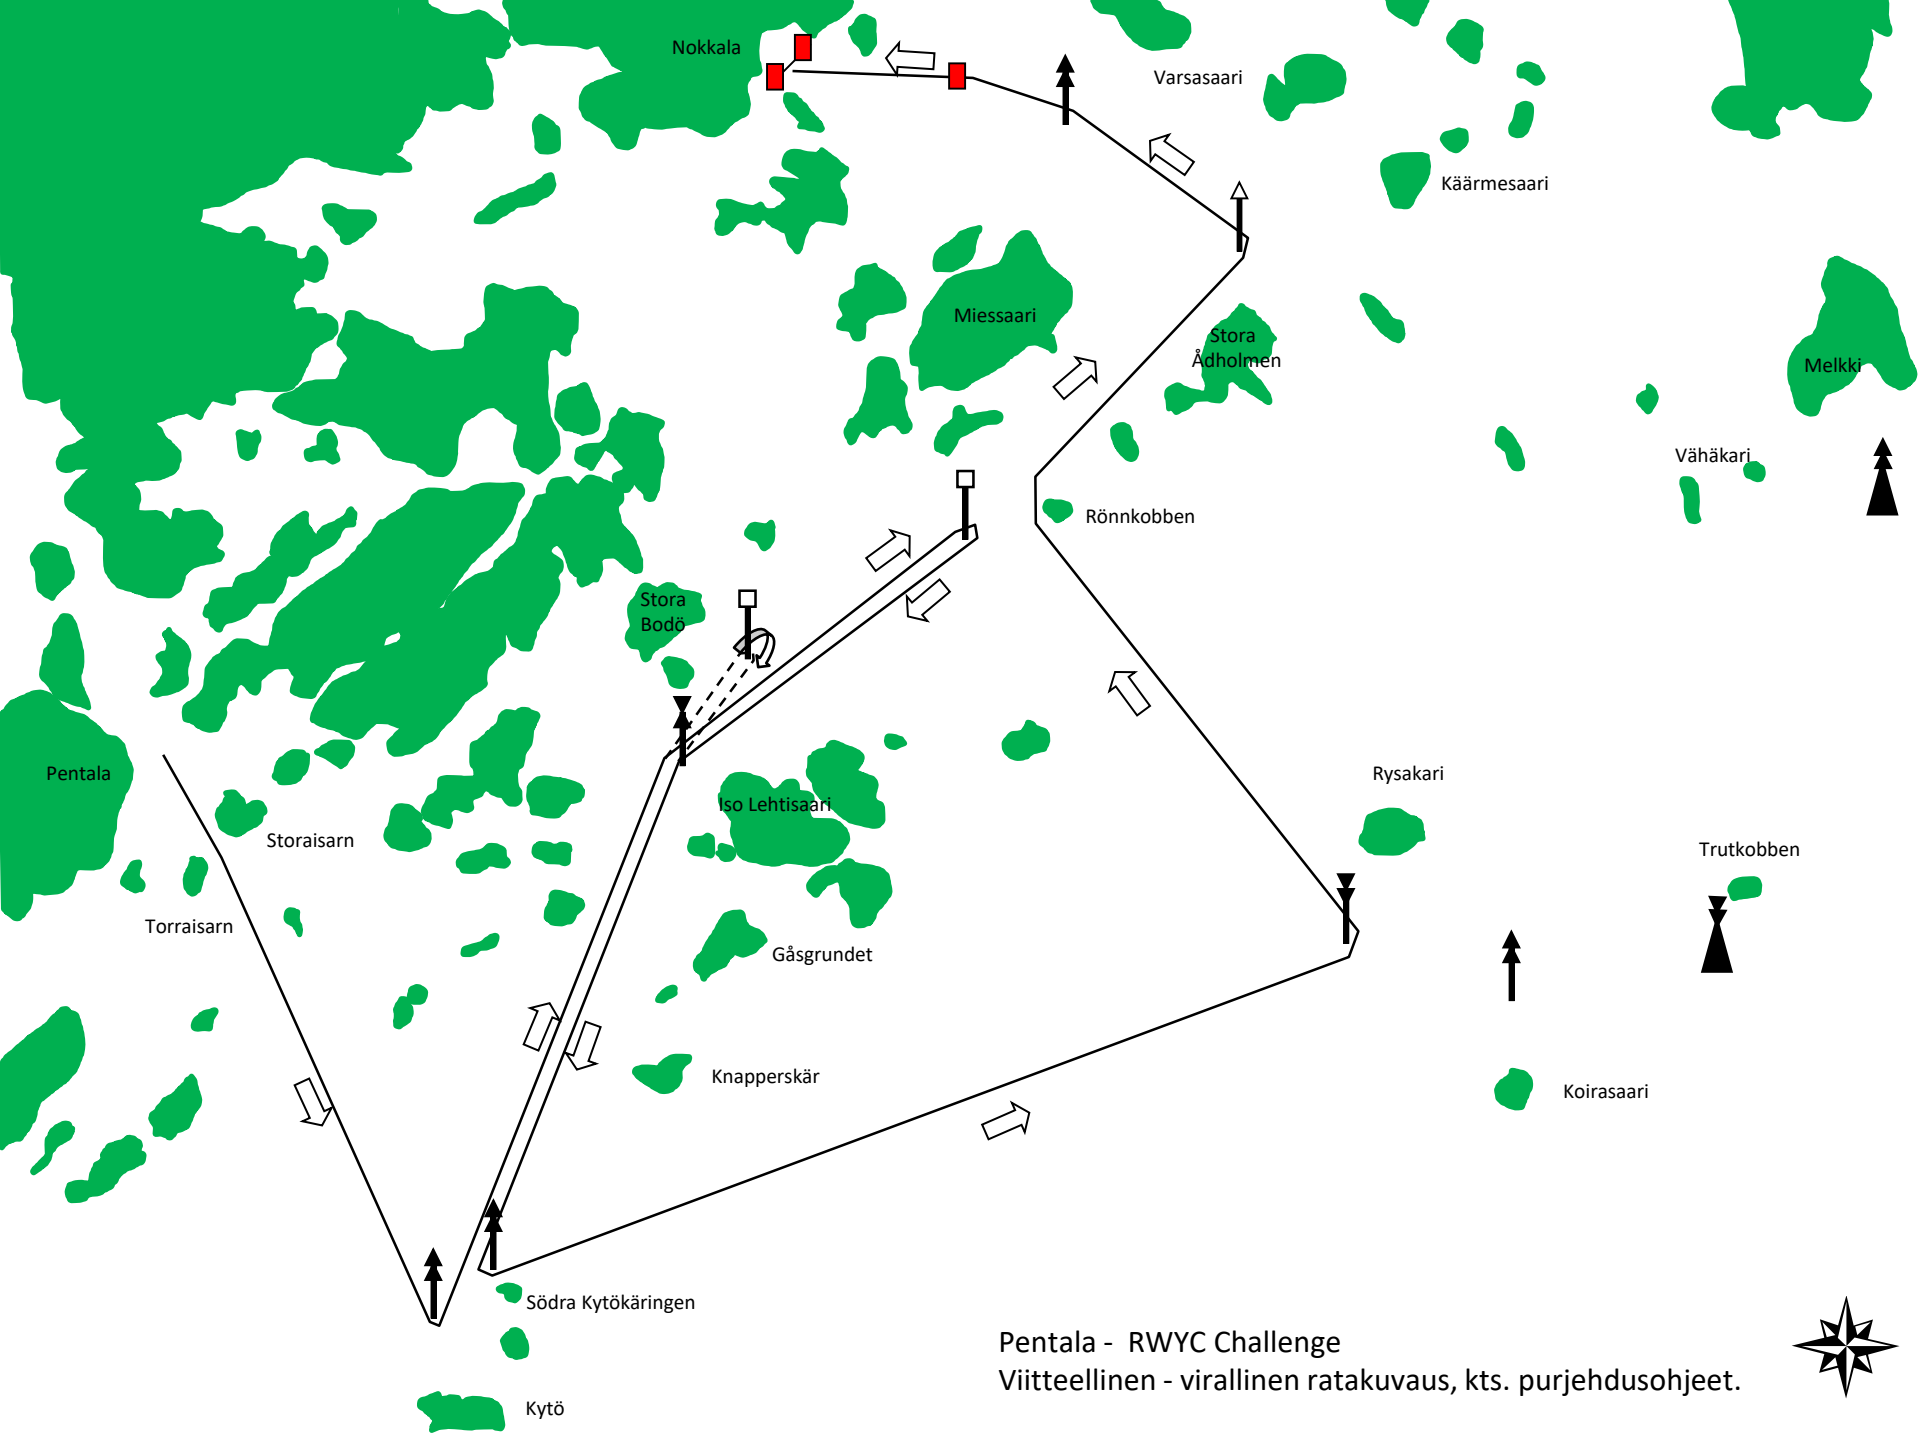 Nokkala
Varsasaari
Käärmesaari
Miessaari
Stora
Ådholmen
Melkki
Vähäkari
Rönnkobben
Stora
Bodö
Pentala
Iso Lehtisaari
Rysakari
Storaisarn
Trutkobben
Torraisarn
Gåsgrundet
Knapperskär
Koirasaari
Södra Kytökäringen
Pentala - RWYC Challenge
Viitteellinen - virallinen ratakuvaus, kts. purjehdusohjeet.
Kytö